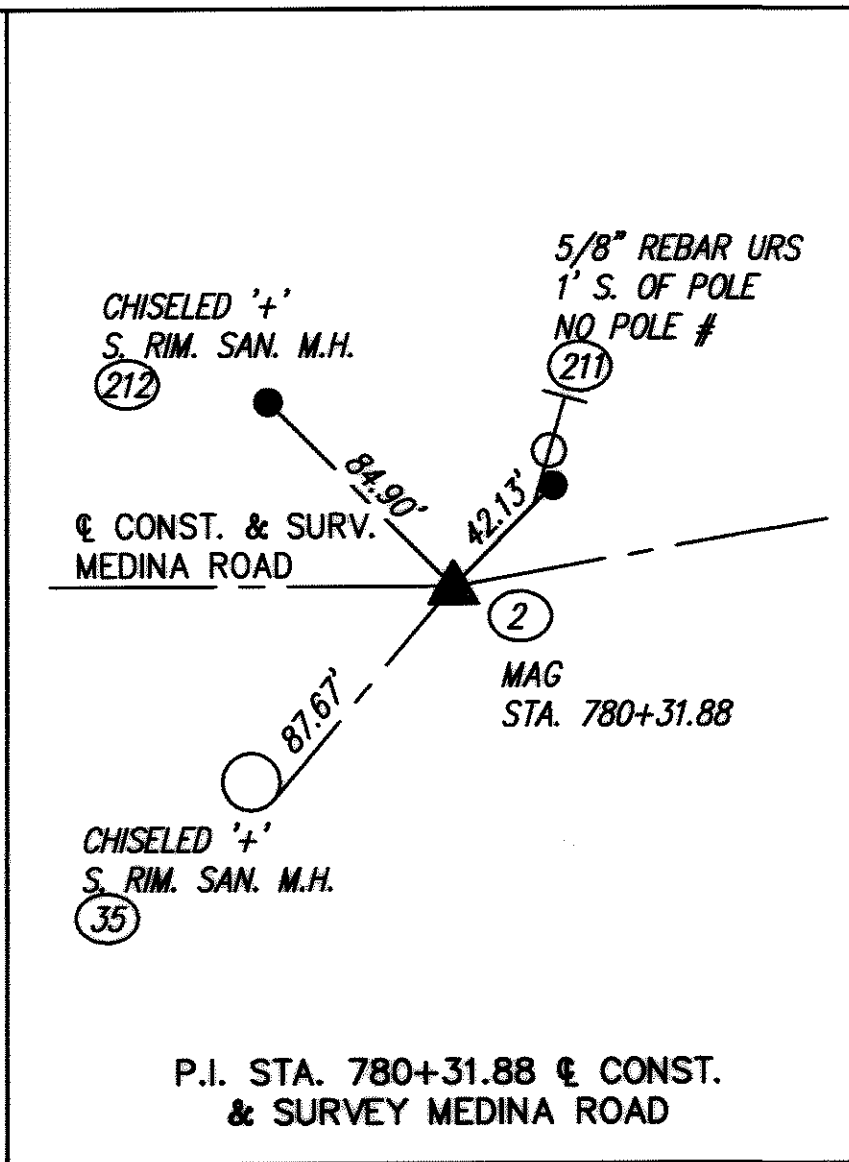 5/8" REBAR URS
1' S. OF POLE
NO POLE #
211
CHISELED '+'
S. RIM. SAN. M.H.
212
84.90'
42.13'
℄ CONST. & SURV.
MEDINA ROAD
2
MAG
STA. 780+31.88
87.67'
CHISELED '+'
S. RIM. SAN. M.H.
35
P.I. STA. 780+31.88 ℄ CONST.
& SURVEY MEDINA ROAD